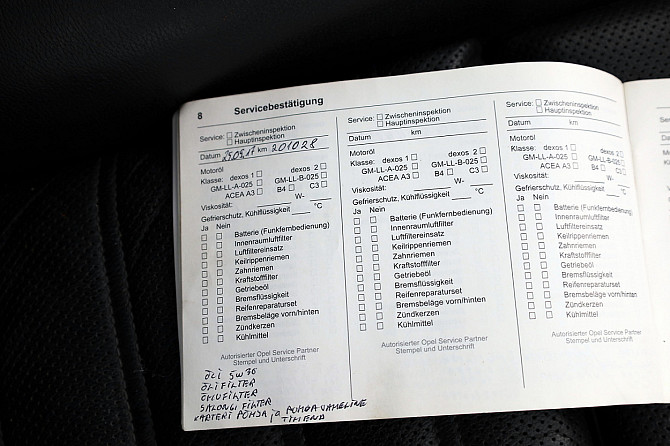 8 Servicebestätigung
Service: ☐ Zwischeninspektion
☐ Hauptinspektion
Datum 25.05.17 km 201028
Motoröl
Klasse: dexos 1 ☐ dexos 2 ☐
GM-LL-A-025 ☐ GM-LL-B-025 ☐
ACEA A3 ☐ B4 ☐ C3 ☐
Viskosität: W-
Gefrierschutz, Kühlflüssigkeit °C
Ja Nein
☐ ☐ Batterie (Funkfernbedienung)
☐ ☐ Innenraumluftfilter
☐ ☐ Luftfiltereinsatz
☐ ☐ Keilrippenriemen
☐ ☐ Zahnriemen
☐ ☐ Kraftstofffilter
☐ ☐ Getriebeöl
☐ ☐ Bremsflüssigkeit
☐ ☐ Reifenreparaturset
☐ ☐ Bremsbeläge vorn/hinten
☐ ☐ Zündkerzen
☐ ☐ Kühlmittel
Autorisierter Opel Service Partner
Stempel und Unterschrift
ÕLI 5W30
ÕLIFILTER
ÕHUFILTER
SALONGI FILTER
KARTERI PÕHJA ja PÕHJA VAHELINE
TIHEND
Service: ☐ Zwischeninspektion
☐ Hauptinspektion
Datum km
Motoröl
Klasse: dexos 1 ☐ dexos 2 ☐
GM-LL-A-025 ☐ GM-LL-B-025 ☐
ACEA A3 ☐ B4 ☐ C3 ☐
Viskosität: W-
Gefrierschutz, Kühlflüssigkeit °C
Ja Nein
☐ ☐ Batterie (Funkfernbedienung)
☐ ☐ Innenraumluftfilter
☐ ☐ Luftfiltereinsatz
☐ ☐ Keilrippenriemen
☐ ☐ Zahnriemen
☐ ☐ Kraftstofffilter
☐ ☐ Getriebeöl
☐ ☐ Bremsflüssigkeit
☐ ☐ Reifenreparaturset
☐ ☐ Bremsbeläge vorn/hinten
☐ ☐ Zündkerzen
☐ ☐ Kühlmittel
Autorisierter Opel Service Partner
Stempel und Unterschrift
Service: ☐ Zwischeninspektion
☐ Hauptinspektion
Datum km
Motoröl
Klasse: dexos 1 ☐ dexos 2 ☐
GM-LL-A-025 ☐ GM-LL-B-025 ☐
ACEA A3 ☐ B4 ☐ C3 ☐
Viskosität: W-
Gefrierschutz, Kühlflüssigkeit °C
Ja Nein
☐ ☐ Batterie (Funkfernbedienung)
☐ ☐ Innenraumluftfilter
☐ ☐ Luftfiltereinsatz
☐ ☐ Keilrippenriemen
☐ ☐ Zahnriemen
☐ ☐ Kraftstofffilter
☐ ☐ Getriebeöl
☐ ☐ Bremsflüssigkeit
☐ ☐ Reifenreparaturset
☐ ☐ Bremsbeläge vorn/hinten
☐ ☐ Zündkerzen
☐ ☐ Kühlmittel
Autorisierter Opel Service Partner
Stempel und Unterschrift